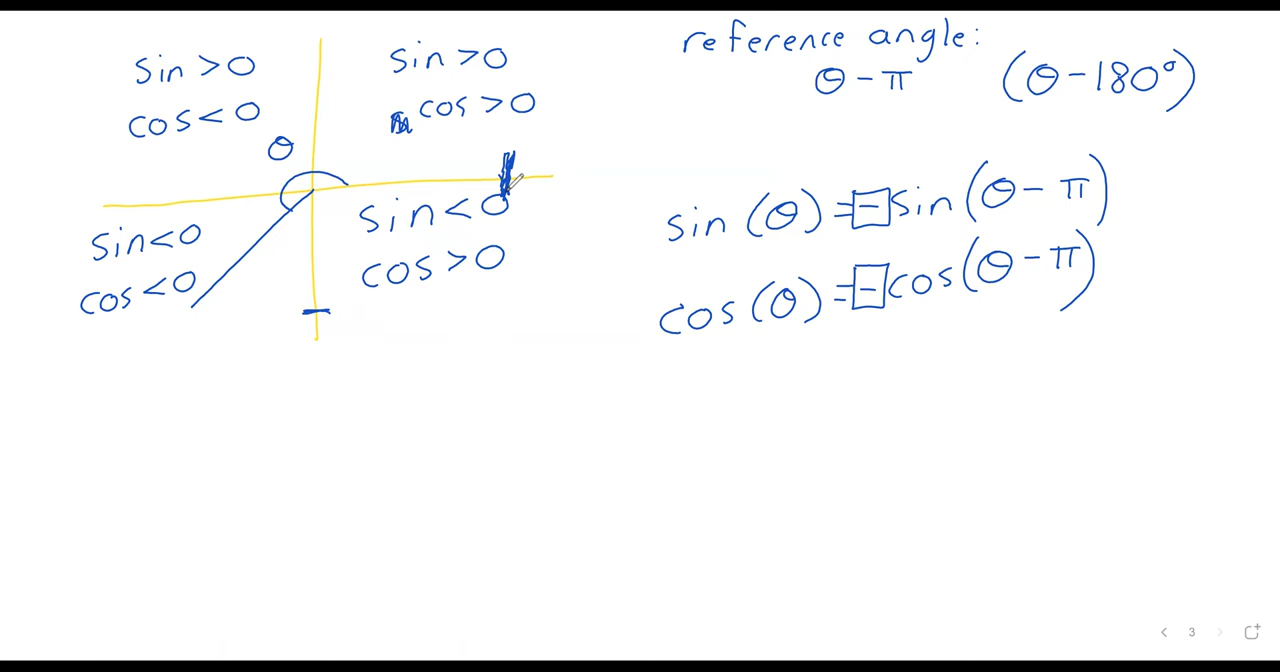 sin > 0
cos < 0
sin > 0
cos > 0
θ
sin < 0
cos < 0
sin < 0
cos > 0
reference angle:
θ - π (θ - 180°)
sin (θ) = - sin (θ - π)
cos (θ) = - cos (θ - π)
3